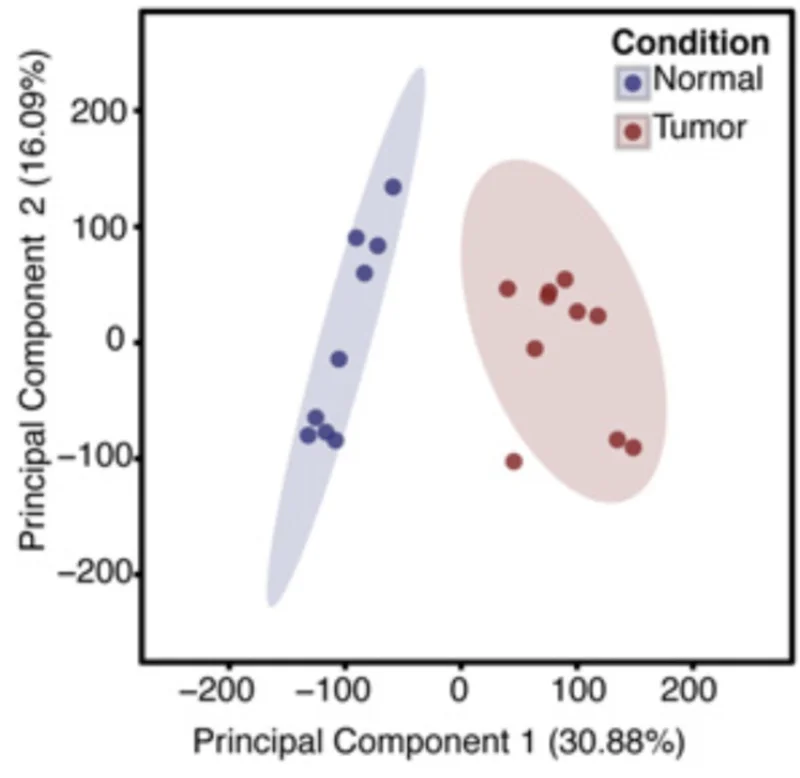 Condition
Normal
Tumor
Principal Component 2 (16.09%)
200
100
0
−100
−200
−200 −100 0 100 200
Principal Component 1 (30.88%)